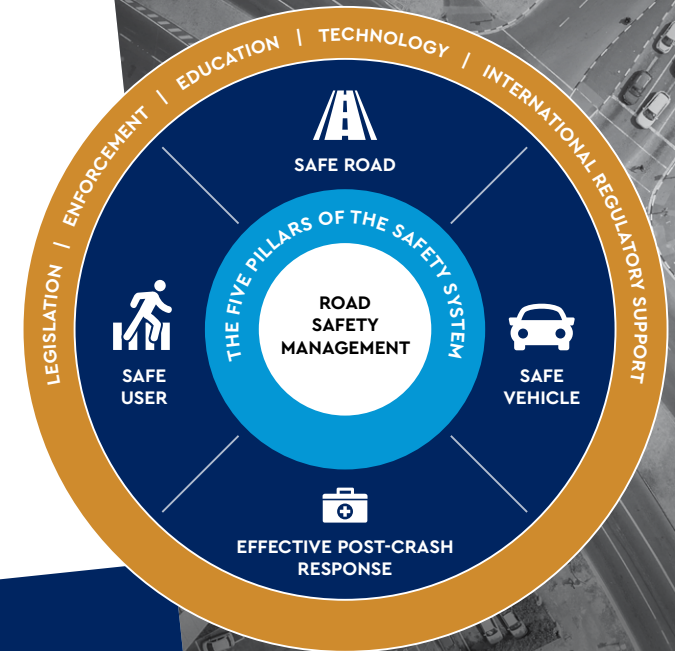 LEGISLATION | ENFORCEMENT | EDUCATION | TECHNOLOGY | INTERNATIONAL REGULATORY SUPPORT
SAFE ROAD
THE FIVE PILLARS OF THE SAFETY SYSTEM
ROAD
SAFETY
MANAGEMENT
SAFE
USER
SAFE
VEHICLE
EFFECTIVE POST-CRASH
RESPONSE